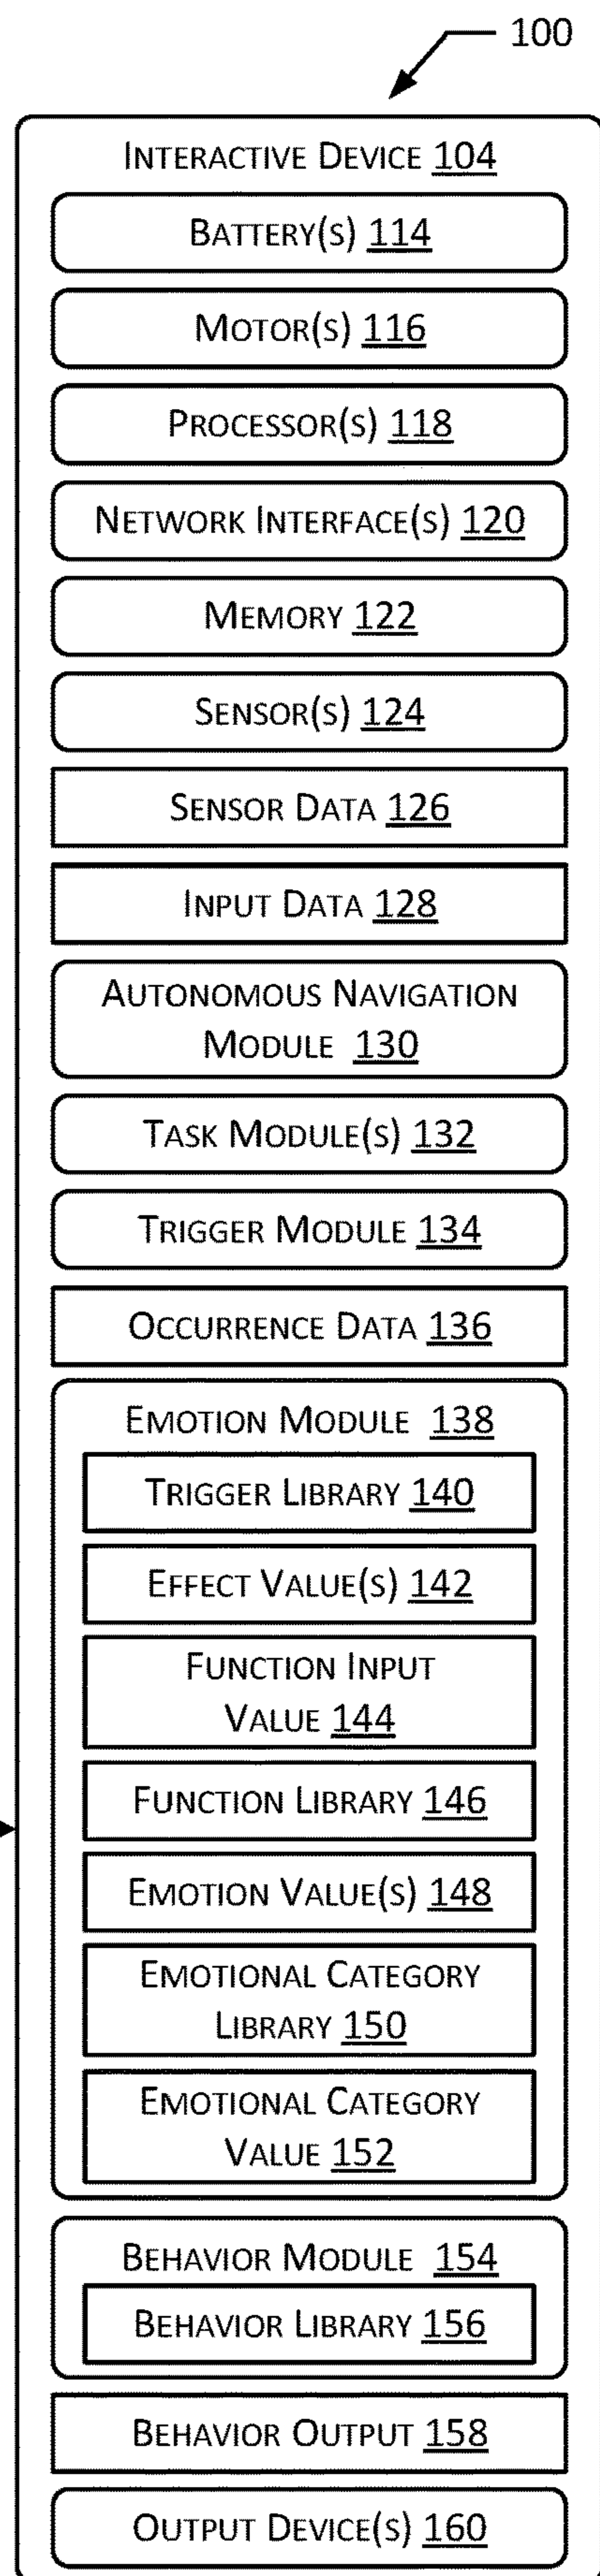 100
INTERACTIVE DEVICE 104
BATTERY(S) 114
MOTOR(S) 116
PROCESSOR(S) 118
NETWORK INTERFACE(S) 120
MEMORY 122
SENSOR(S) 124
SENSOR DATA 126
INPUT DATA 128
AUTONOMOUS NAVIGATION
MODULE 130
TASK MODULE(S) 132
TRIGGER MODULE 134
OCCURRENCE DATA 136
EMOTION MODULE 138
TRIGGER LIBRARY 140
EFFECT VALUE(S) 142
FUNCTION INPUT
VALUE 144
FUNCTION LIBRARY 146
EMOTION VALUE(S) 148
EMOTIONAL CATEGORY
LIBRARY 150
EMOTIONAL CATEGORY
VALUE 152
BEHAVIOR MODULE 154
BEHAVIOR LIBRARY 156
BEHAVIOR OUTPUT 158
OUTPUT DEVICE(S) 160